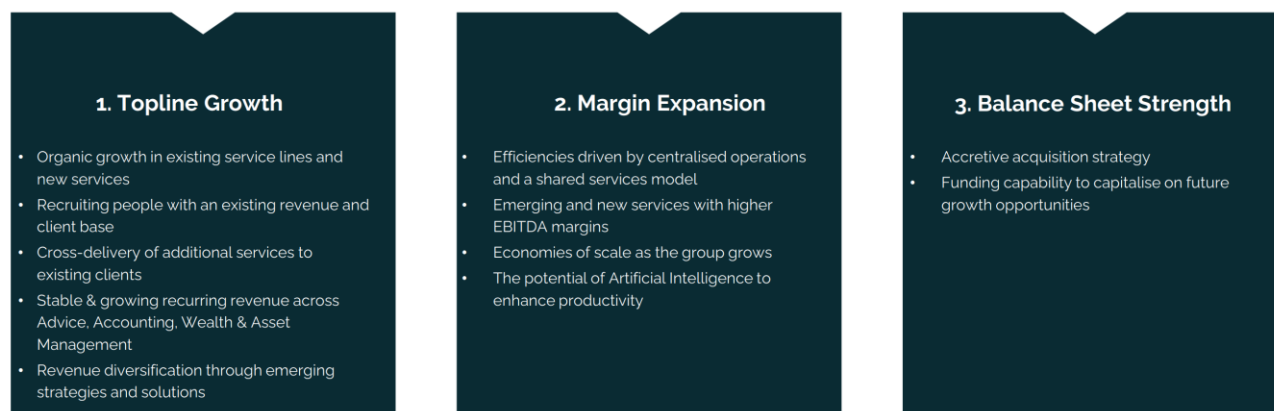 1. Topline Growth
• Organic growth in existing service lines and
new services
• Recruiting people with an existing revenue and
client base
• Cross-delivery of additional services to
existing clients
• Stable & growing recurring revenue across
Advice, Accounting, Wealth & Asset
Management
• Revenue diversification through emerging
strategies and solutions
2. Margin Expansion
• Efficiencies driven by centralised operations
and a shared services model
• Emerging and new services with higher
EBITDA margins
• Economies of scale as the group grows
• The potential of Artificial Intelligence to
enhance productivity
3. Balance Sheet Strength
• Accretive acquisition strategy
• Funding capability to capitalise on future
growth opportunities